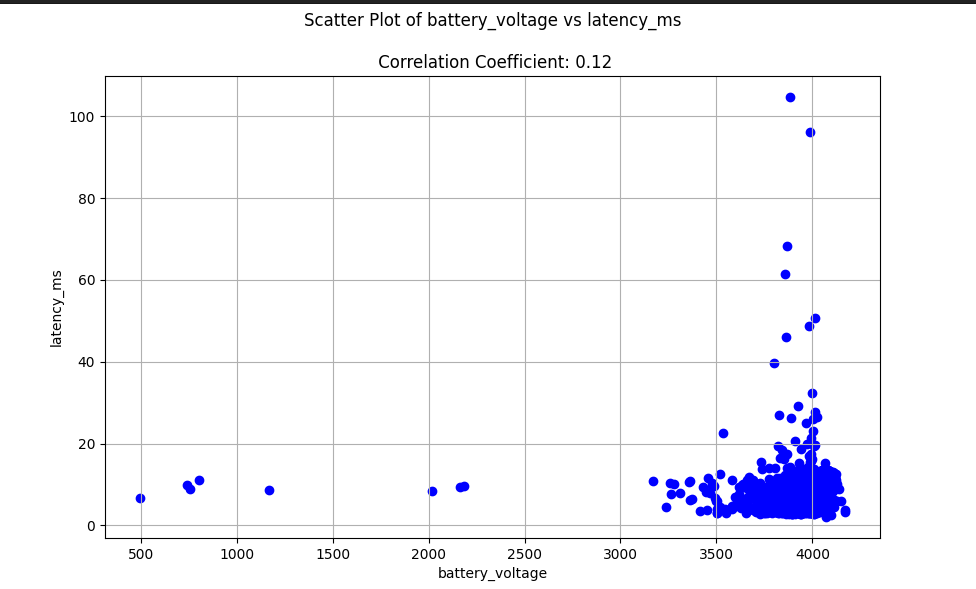 Scatter Plot of battery_voltage vs latency_ms
Correlation Coefficient: 0.12
100
80
60
40
20
0
latency_ms
500 1000 1500 2000 2500 3000 3500 4000
battery_voltage